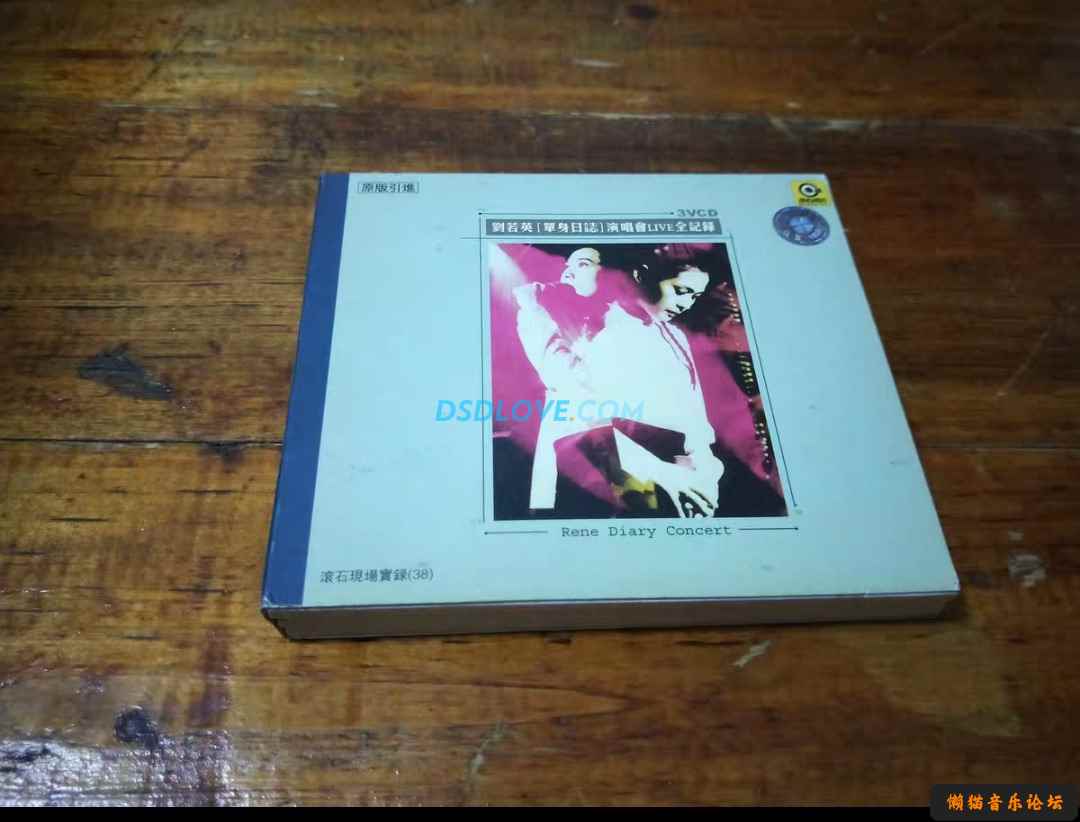 原版引進
3VCD
劉若英［單身日誌］演唱會LIVE全記録
DSDLOVE.COM
Rene Diary Concert
滾石現場實録(38)
懒猫音乐论坛